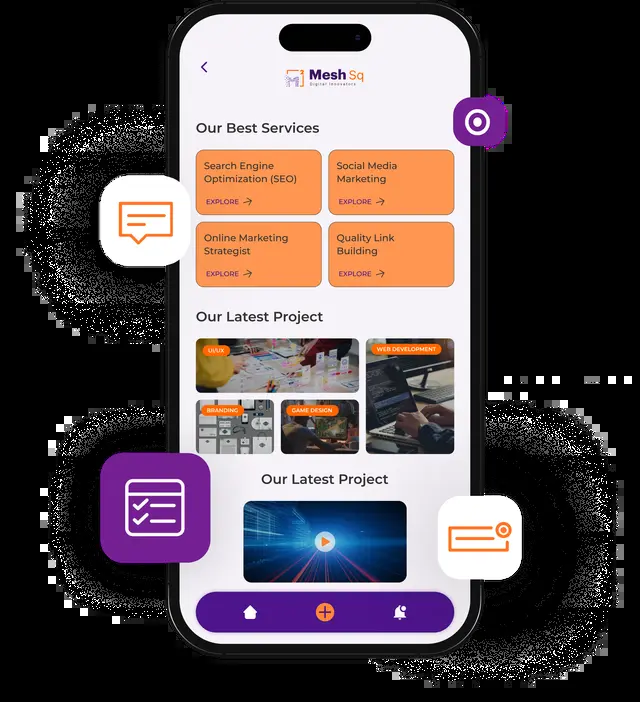 Mesh Sq
Digital Innovators
Our Best Services
Search Engine
Optimization (SEO)
EXPLORE
Social Media
Marketing
EXPLORE
Online Marketing
Strategist
EXPLORE
Quality Link
Building
EXPLORE
Our Latest Project
UI/UX
WEB DEVELOPMENT
BRANDING
GAME DESIGN
Our Latest Project